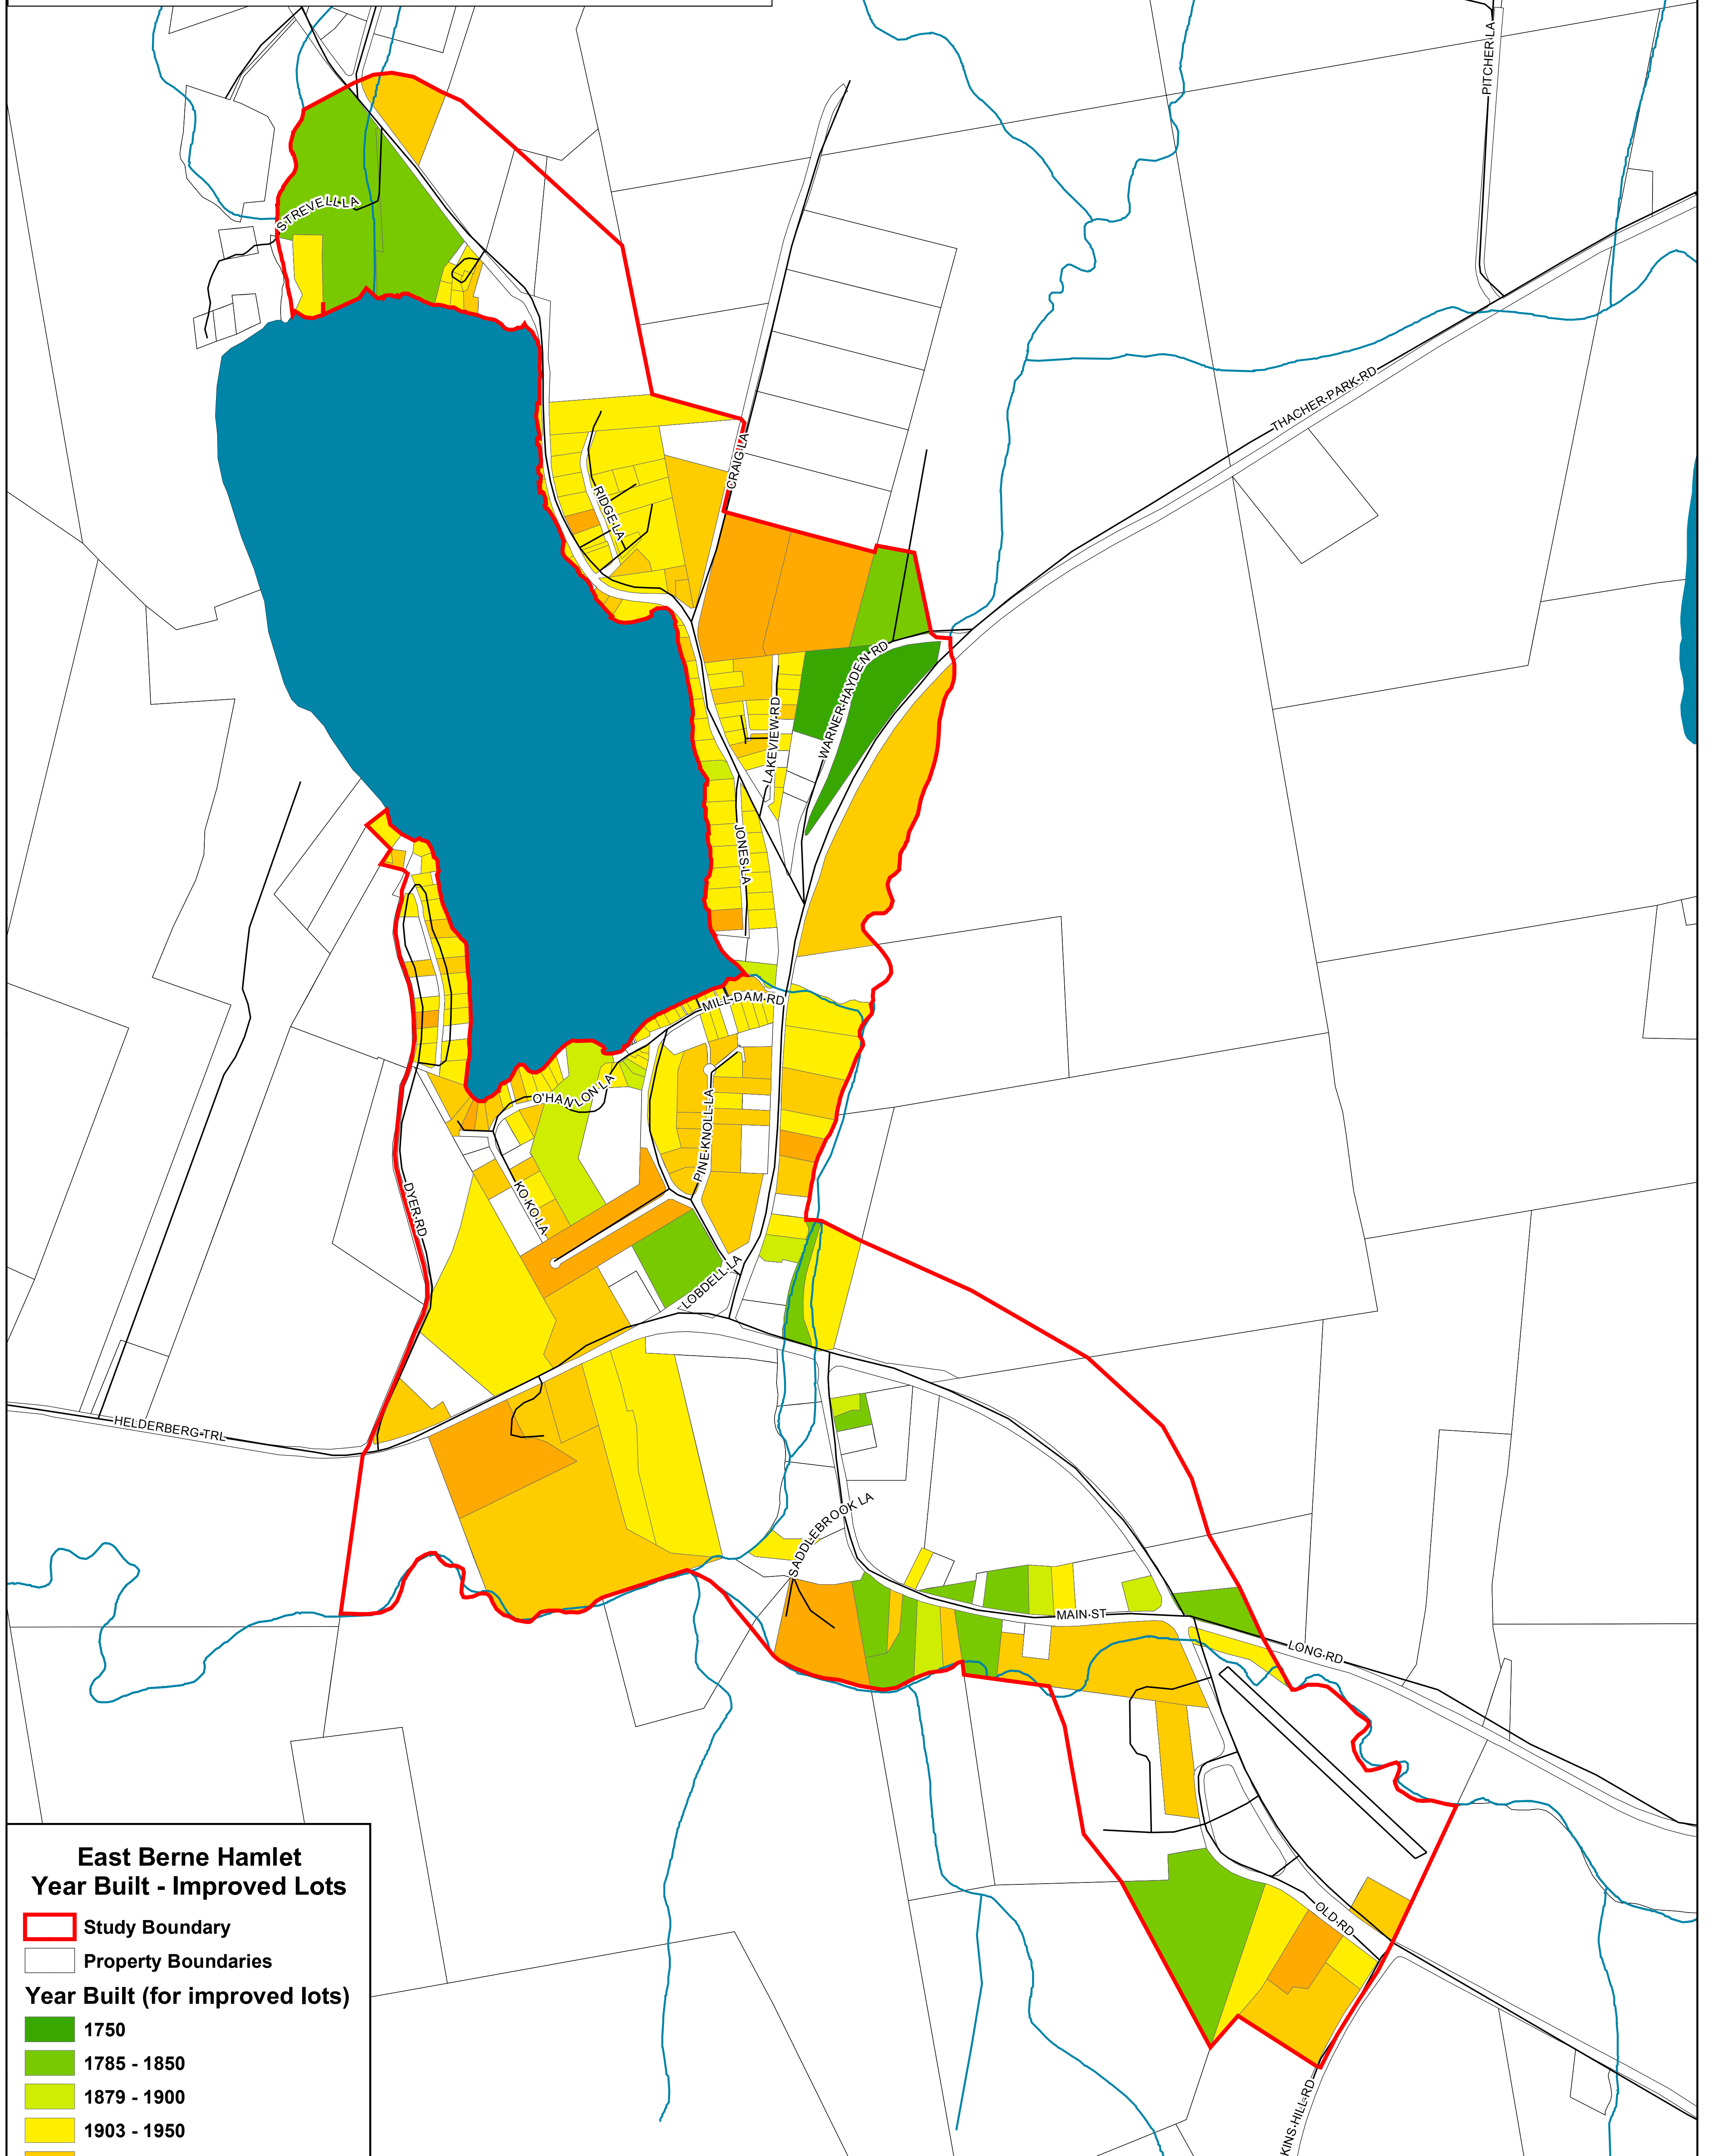 PITCHER LA
STREVELL LA
THACHER PARK RD
CRAIG LA
RIDGE LA
WARNER HAYDEN RD
LAKEVIEW RD
JONES LA
MILL DAM RD
O'HANLON LA
PINE KNOLL LA
KO KO LA
DYER RD
LOBDELL LA
HELDERBERG TRL
SADDLEBROOK LA
MAIN ST
LONG RD
OLD RD
KINS HILL RD
East Berne Hamlet
Year Built - Improved Lots
Study Boundary
Property Boundaries
Year Built (for improved lots)
1750
1785 - 1850
1879 - 1900
1903 - 1950